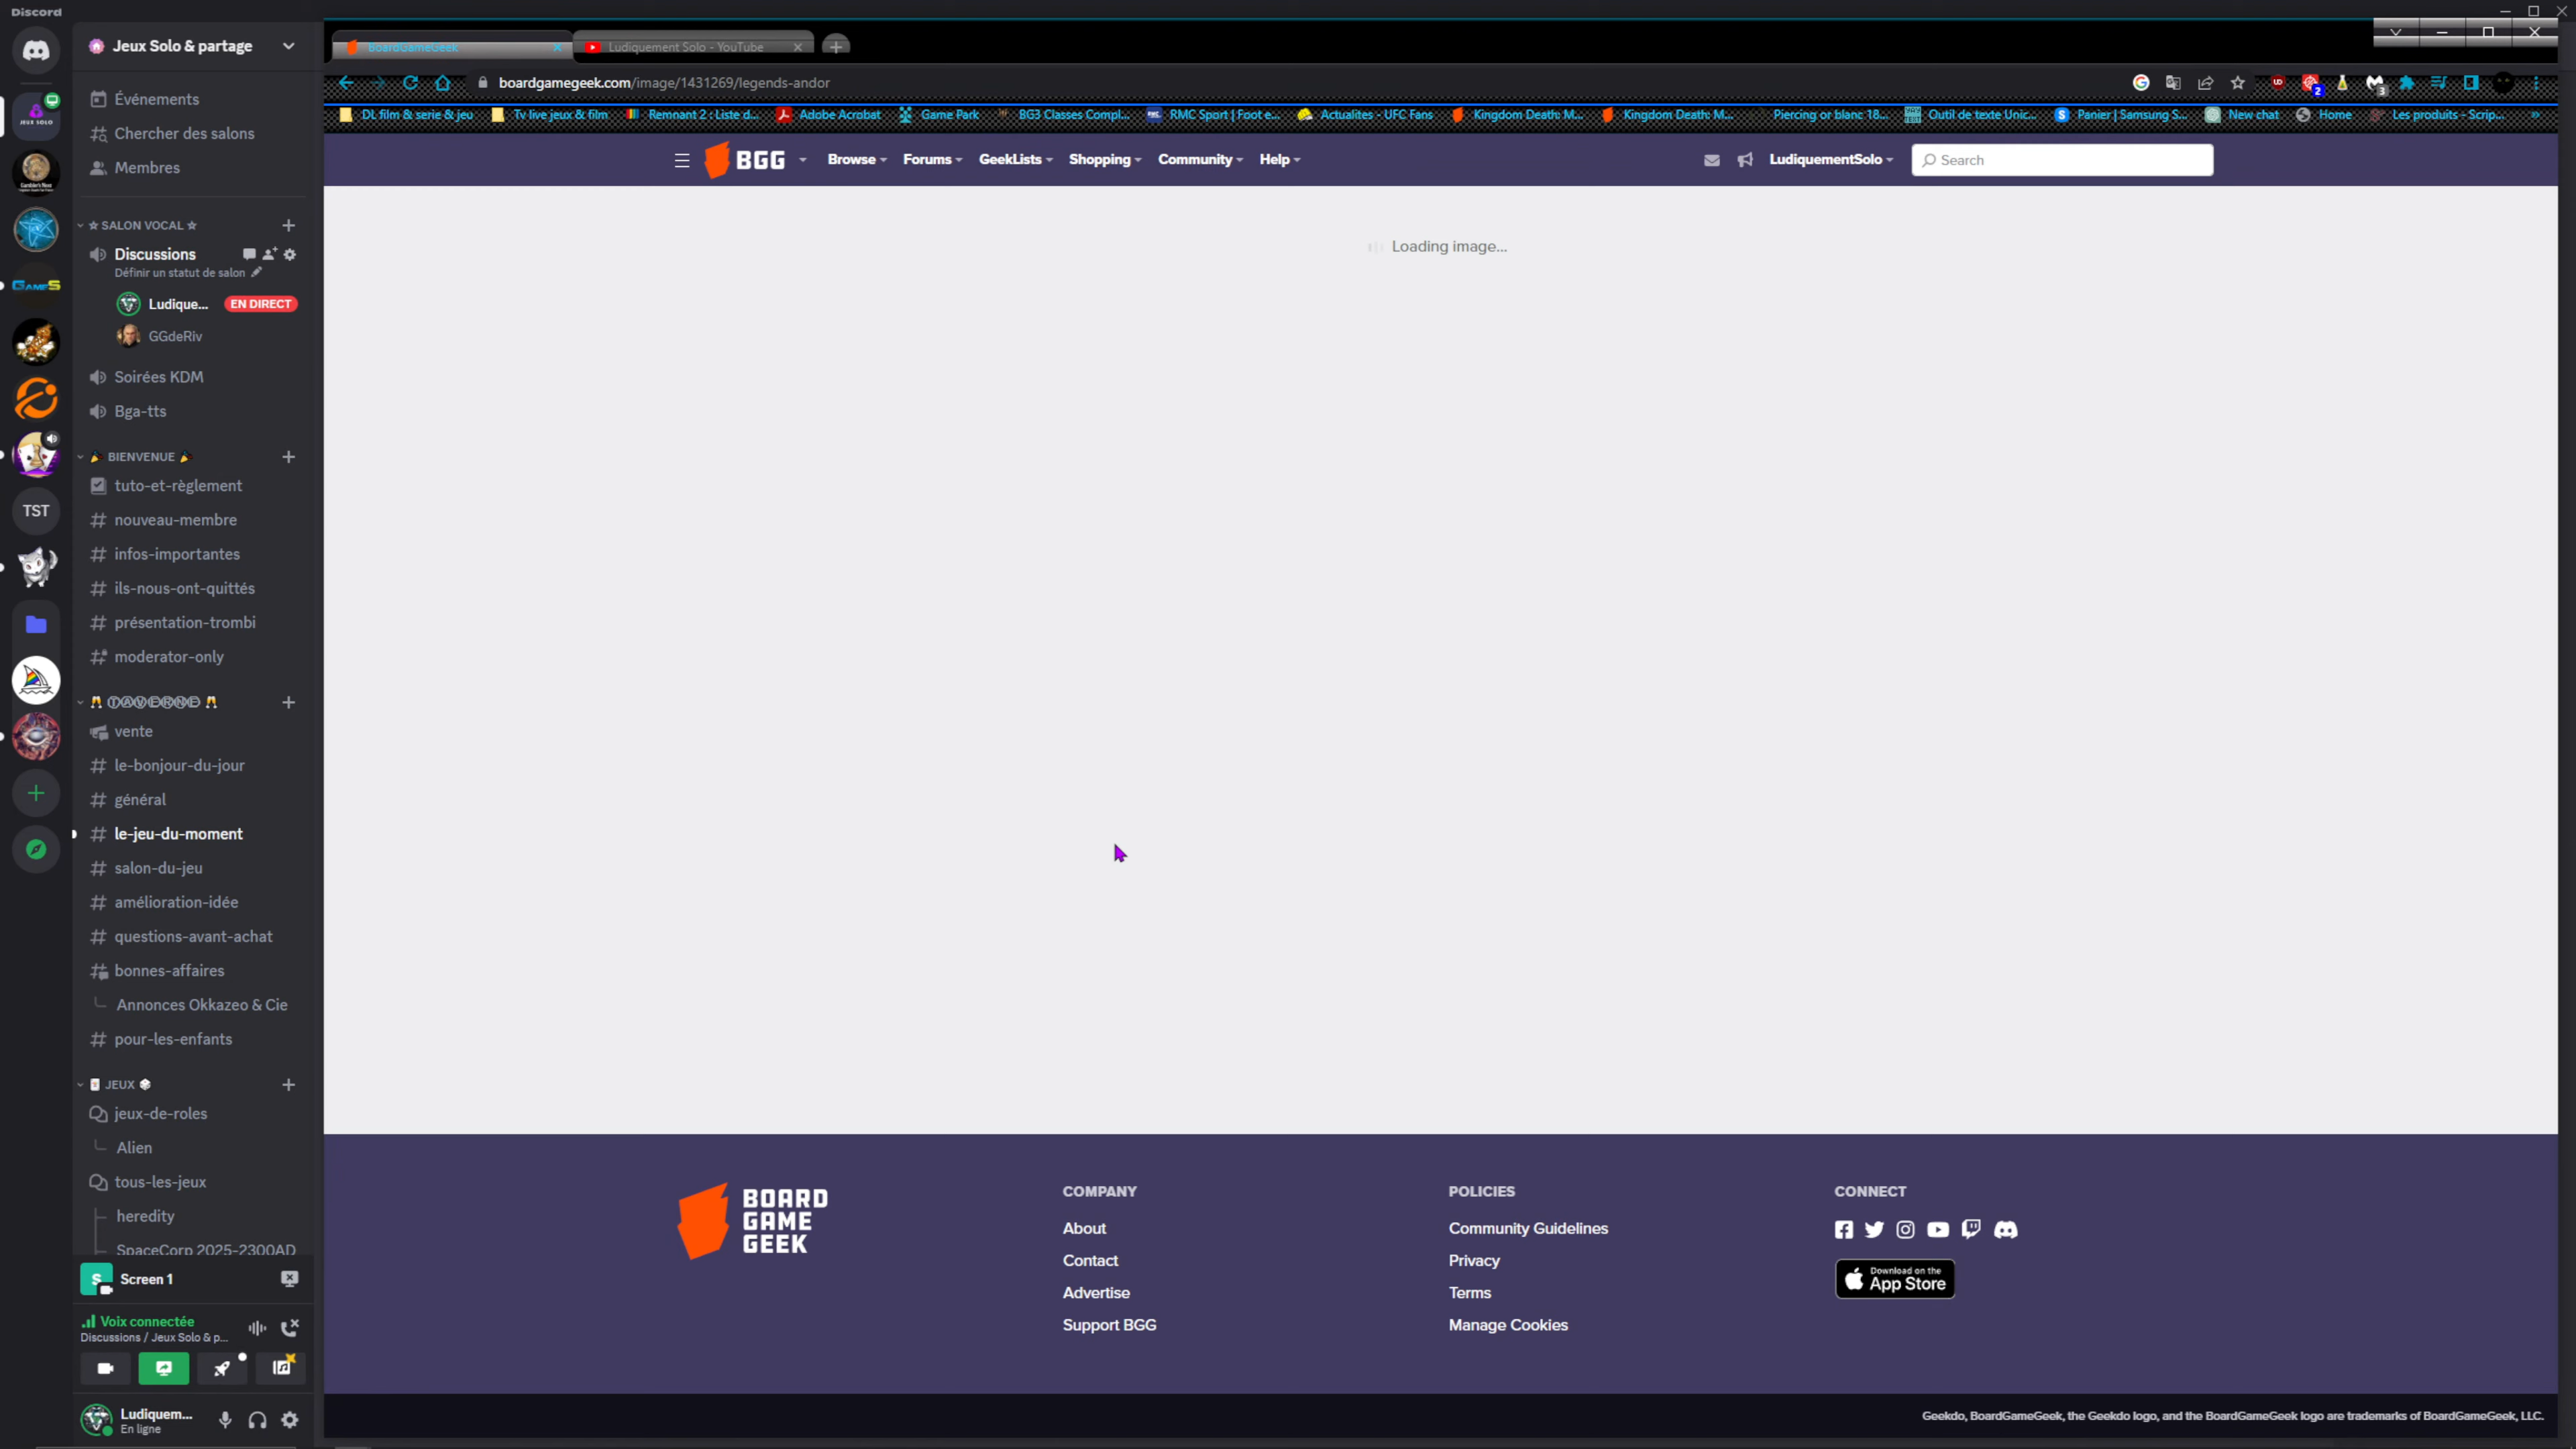 Discord
Jeux Solo & partage
Événements
Chercher des salons
Membres
☆ SALON VOCAL ☆
Discussions
Définir un statut de salon
Ludique... EN DIRECT
GGdeRiv
Soirées KDM
Bga-tts
BIENVENUE
tuto-et-règlement
nouveau-membre
infos-importantes
ils-nous-ont-quittés
présentation-trombi
moderator-only
ⓉⒶⓋⒺⓇⓃⒺ
vente
le-bonjour-du-jour
général
le-jeu-du-moment
salon-du-jeu
amélioration-idée
questions-avant-achat
bonnes-affaires
Annonces Okkazeo & Cie
pour-les-enfants
JEUX
jeux-de-roles
Alien
tous-les-jeux
heredity
SpaceCorp 2025-2300AD
S Screen 1
Voix connectée
Discussions / Jeux Solo & p...
Ludiquem...
En ligne
JEUX SOLO
GAMES
TST
BoardGameGeek
Ludiquement Solo - YouTube
boardgamegeek.com/image/1431269/legends-andor
2
3
DL film & serie & jeu
Tv live jeux & film
Remnant 2 : Liste d...
Adobe Acrobat
Game Park
BG3 Classes Compl...
RMC Sport | Foot e...
Actualites - UFC Fans
Kingdom Death: M...
Kingdom Death: M...
Piercing or blanc 18...
Outil de texte Unic...
Panier | Samsung S...
New chat
Home
Les produits - Scrip...
BGG
Browse
Forums
GeekLists
Shopping
Community
Help
LudiquementSolo
Search
Loading image...
BOARD
GAME
GEEK
COMPANY
About
Contact
Advertise
Support BGG
POLICIES
Community Guidelines
Privacy
Terms
Manage Cookies
CONNECT
Download on the
App Store
Geekdo, BoardGameGeek, the Geekdo logo, and the BoardGameGeek logo are trademarks of BoardGameGeek, LLC.